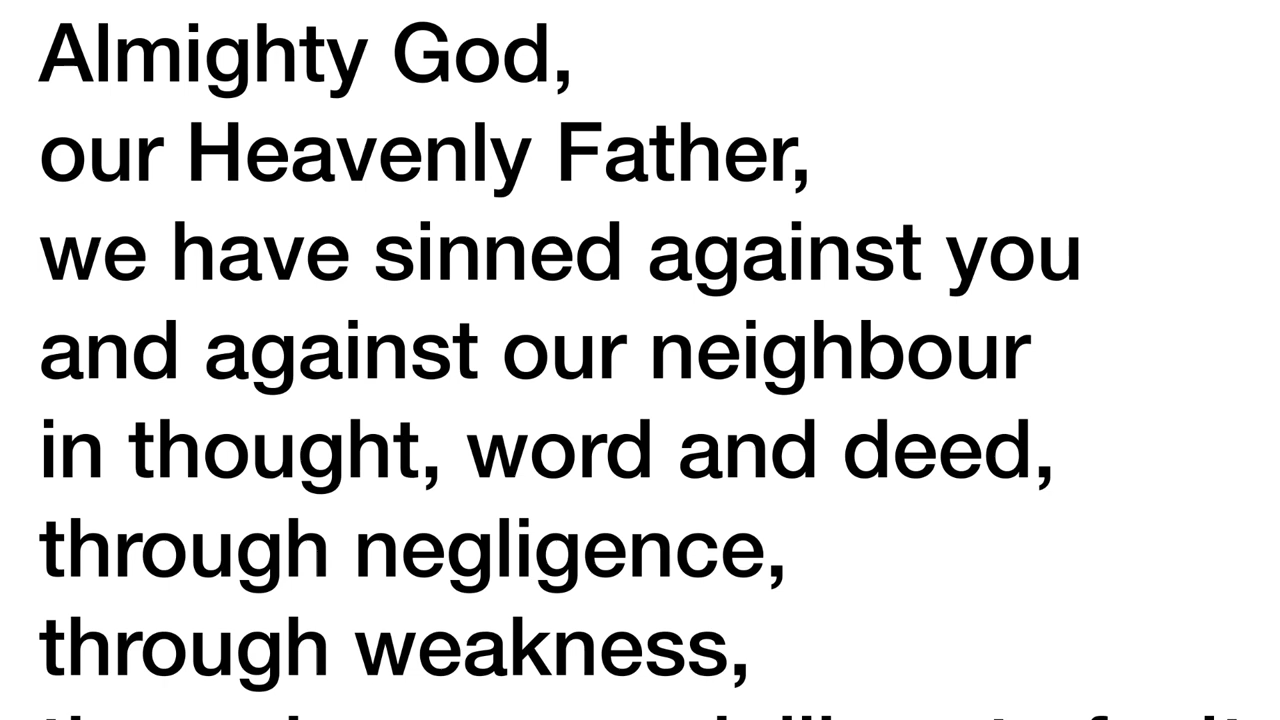 Almighty God,
our Heavenly Father,
we have sinned against you
and against our neighbour
in thought, word and deed,
through negligence,
through weakness,